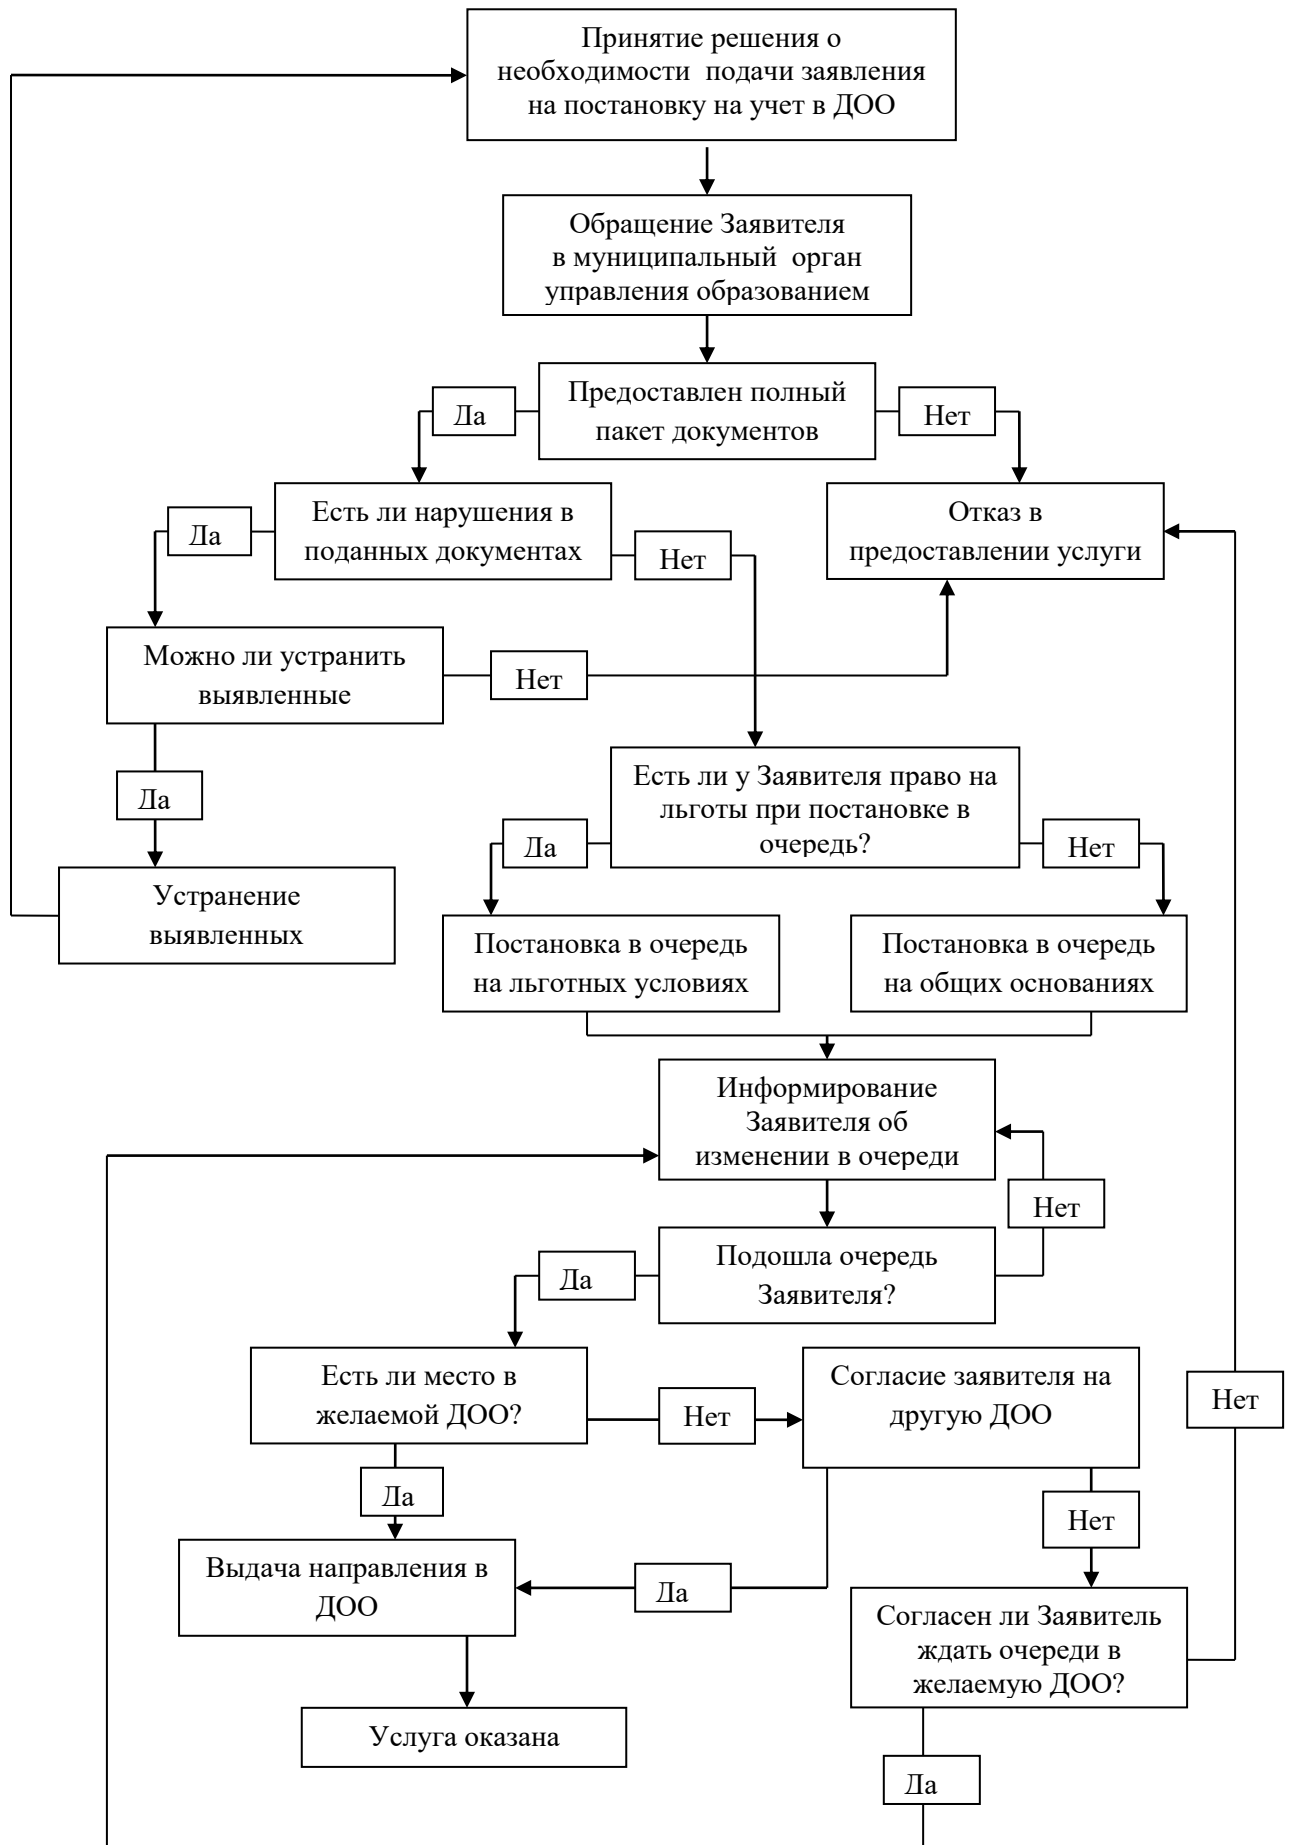 Принятие решения о
необходимости подачи заявления
на постановку на учет в ДОО
Обращение Заявителя
в муниципальный орган
управления образованием
Предоставлен полный
пакет документов
Да
Нет
Есть ли нарушения в
поданных документах
Отказ в
предоставлении услуги
Да
Нет
Можно ли устранить
выявленные
Нет
Да
Есть ли у Заявителя право на
льготы при постановке в
очередь?
Да
Нет
Устранение
выявленных
Постановка в очередь
на льготных условиях
Постановка в очередь
на общих основаниях
Информирование
Заявителя об
изменении в очереди
Нет
Подошла очередь
Заявителя?
Да
Есть ли место в
желаемой ДОО?
Нет
Согласие заявителя на
другую ДОО
Нет
Да
Нет
Выдача направления в
ДОО
Да
Согласен ли Заявитель
ждать очереди в
желаемую ДОО?
Услуга оказана
Да